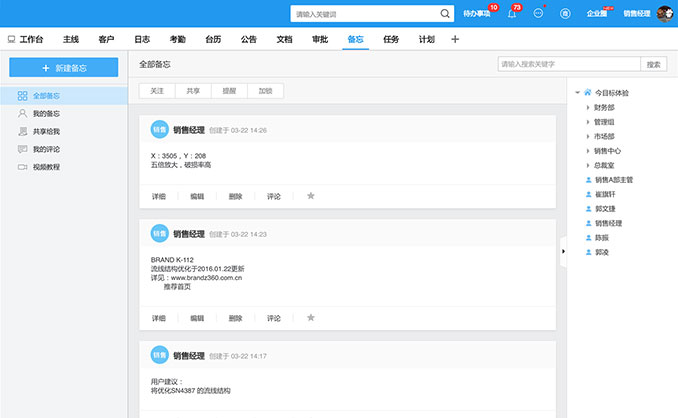 请输入关键词
待办事项 10
73
企业圈
销售经理
工作台 主线 客户 日志 考勤 台历 公告 文档 审批 备忘 任务 计划
+ 新建备忘
全部备忘
我的备忘
共享给我
我的评论
视频教程
全部备忘
请输入搜索关键字 搜索
关注 共享 提醒 加锁
销售 销售经理 创建于 03-22 14:26
X：3505，Y：208
五倍放大，破损率高
详细 编辑 删除 评论
销售 销售经理 创建于 03-22 14:23
BRAND K-112
流线结构优化于2016.01.22更新
详见：www.brandz360.com.cn
推荐首页
详细 编辑 删除 评论
销售 销售经理 创建于 03-22 14:17
用户建议：
将优化SN4387 的流线结构
今目标体验
财务部
管理组
市场部
销售中心
总裁室
销售A部主管
崔旗轩
郭文捷
销售经理
陈振
郭凌